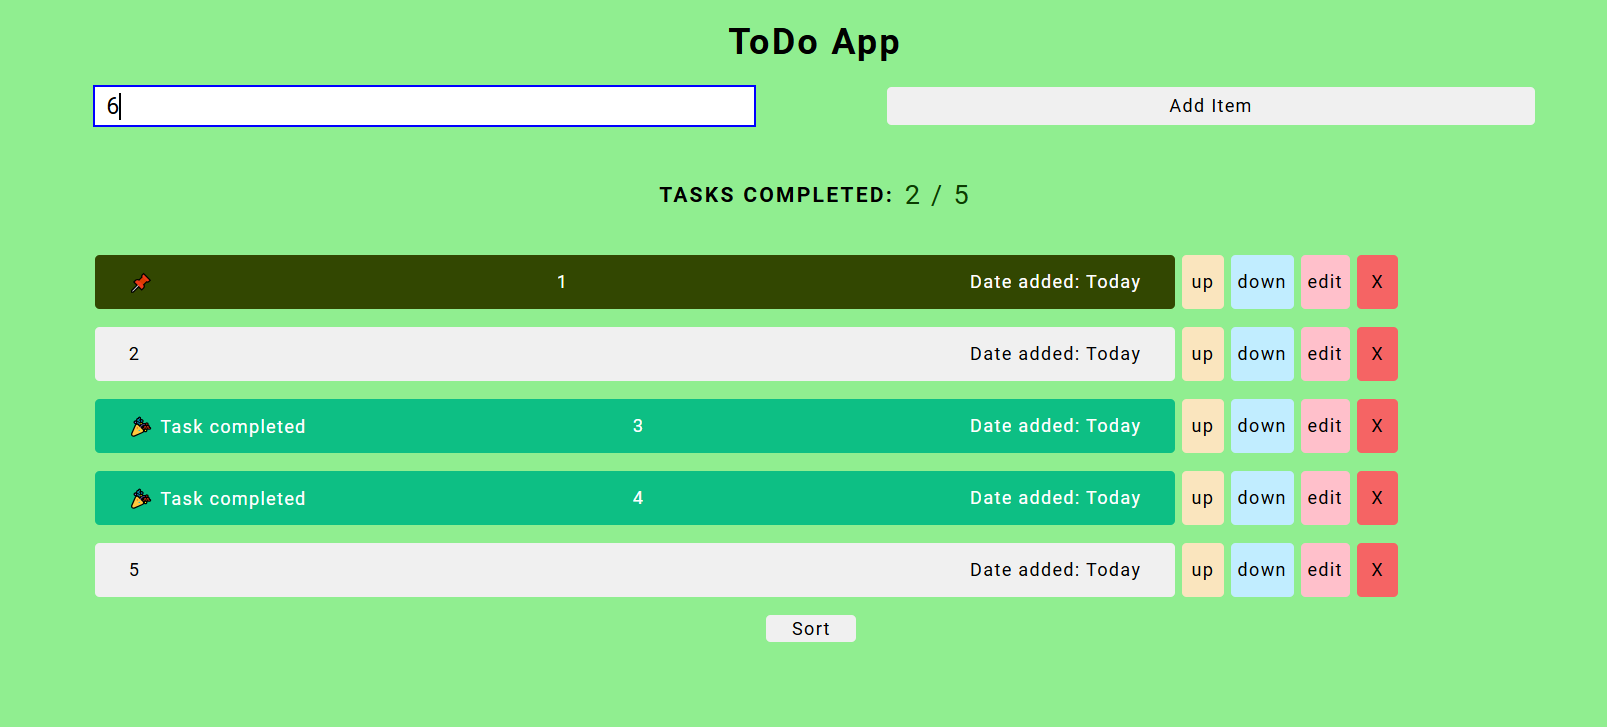 ToDo App
6 Add Item
TASKS COMPLETED: 2 / 5
1 Date added: Today up down edit X
2 Date added: Today up down edit X
Task completed 3 Date added: Today up down edit X
Task completed 4 Date added: Today up down edit X
5 Date added: Today up down edit X
Sort